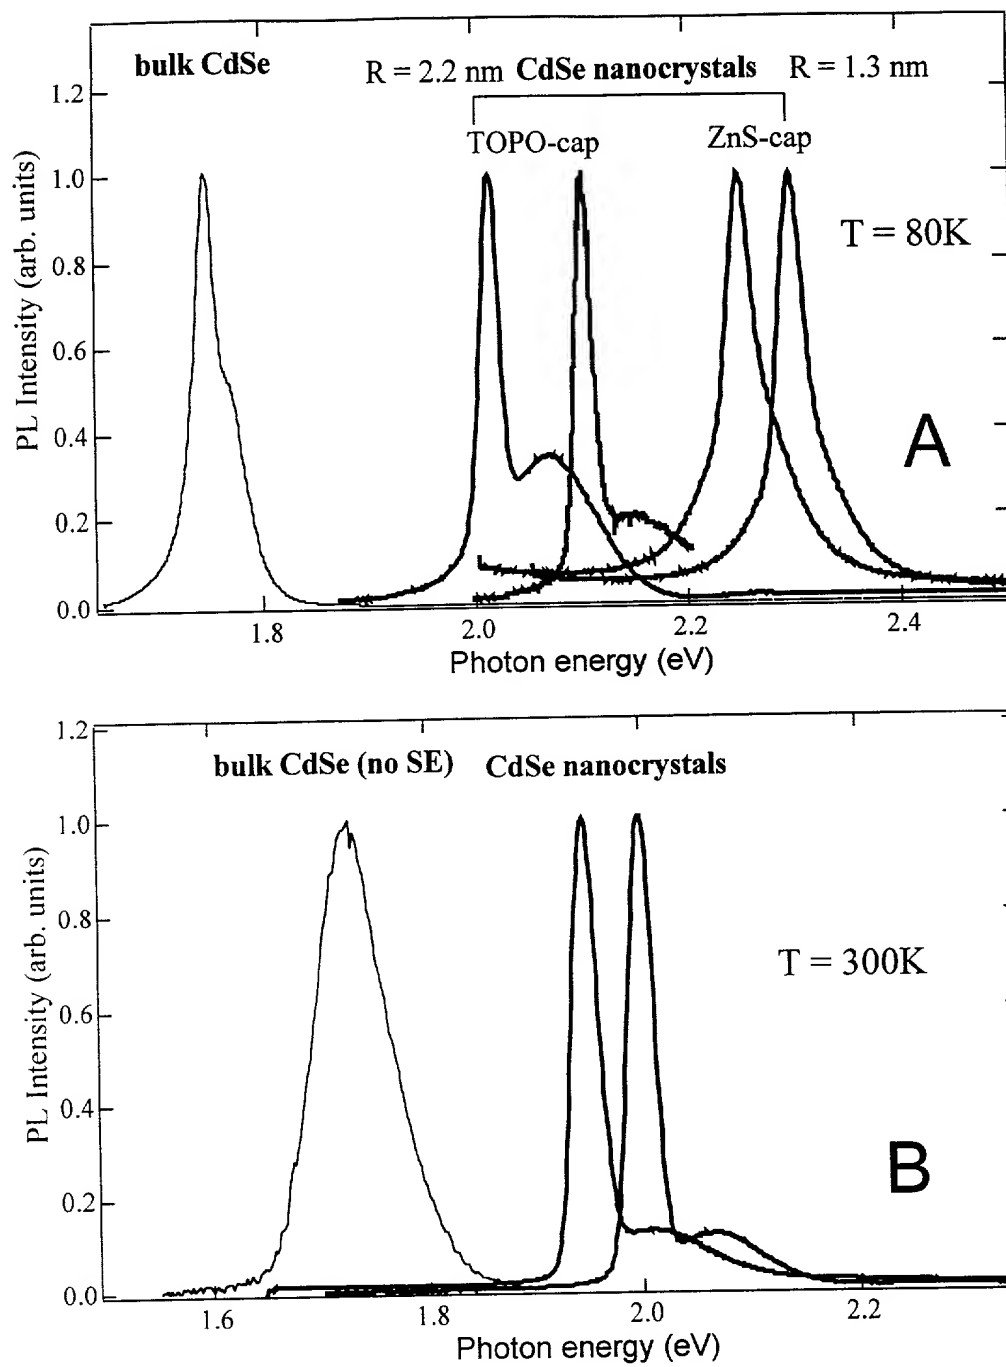 bulk CdSe
R = 2.2 nm CdSe nanocrystals R = 1.3 nm
TOPO-cap ZnS-cap
T = 80K
A
PL Intensity (arb. units)
1.2
1.0
0.8
0.6
0.4
0.2
0.0
1.8 2.0 2.2 2.4
Photon energy (eV)
bulk CdSe (no SE) CdSe nanocrystals
T = 300K
B
PL Intensity (arb. units)
1.2
1.0
0.8
0.6
0.4
0.2
0.0
1.6 1.8 2.0 2.2
Photon energy (eV)